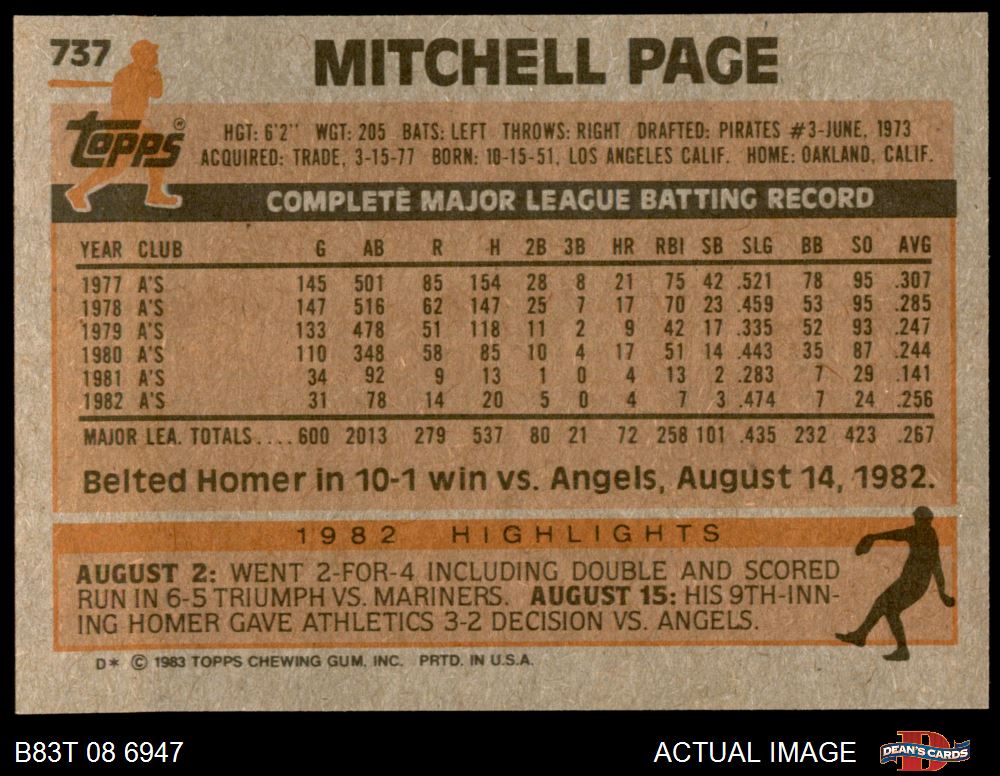 737
MITCHELL PAGE
TOPPS®
HGT: 6'2" WGT: 205 BATS: LEFT THROWS: RIGHT DRAFTED: PIRATES #3-JUNE, 1973
ACQUIRED: TRADE, 3-15-77 BORN: 10-15-51, LOS ANGELES CALIF. HOME: OAKLAND, CALIF.
COMPLETE MAJOR LEAGUE BATTING RECORD
YEAR CLUB G AB R H 2B 3B HR RBI SB SLG BB SO AVG
1977 A'S 145 501 85 154 28 8 21 75 42 .521 78 95 .307
1978 A'S 147 516 62 147 25 7 17 70 23 .459 53 95 .285
1979 A'S 133 478 51 118 11 2 9 42 17 .335 52 93 .247
1980 A'S 110 348 58 85 10 4 17 51 14 .443 35 87 .244
1981 A'S 34 92 9 13 1 0 4 13 2 .283 7 29 .141
1982 A'S 31 78 14 20 5 0 4 7 3 .474 7 24 .256
MAJOR LEA. TOTALS.... 600 2013 279 537 80 21 72 258 101 .435 232 423 .267
Belted Homer in 10-1 win vs. Angels, August 14, 1982.
1982 HIGHLIGHTS
AUGUST 2: WENT 2-FOR-4 INCLUDING DOUBLE AND SCORED
RUN IN 6-5 TRIUMPH VS. MARINERS. AUGUST 15: HIS 9TH-INN-
ING HOMER GAVE ATHLETICS 3-2 DECISION VS. ANGELS.
D* © 1983 TOPPS CHEWING GUM, INC. PRTD. IN U.S.A.
B83T 08 6947 ACTUAL IMAGE D DEAN'S CARDS